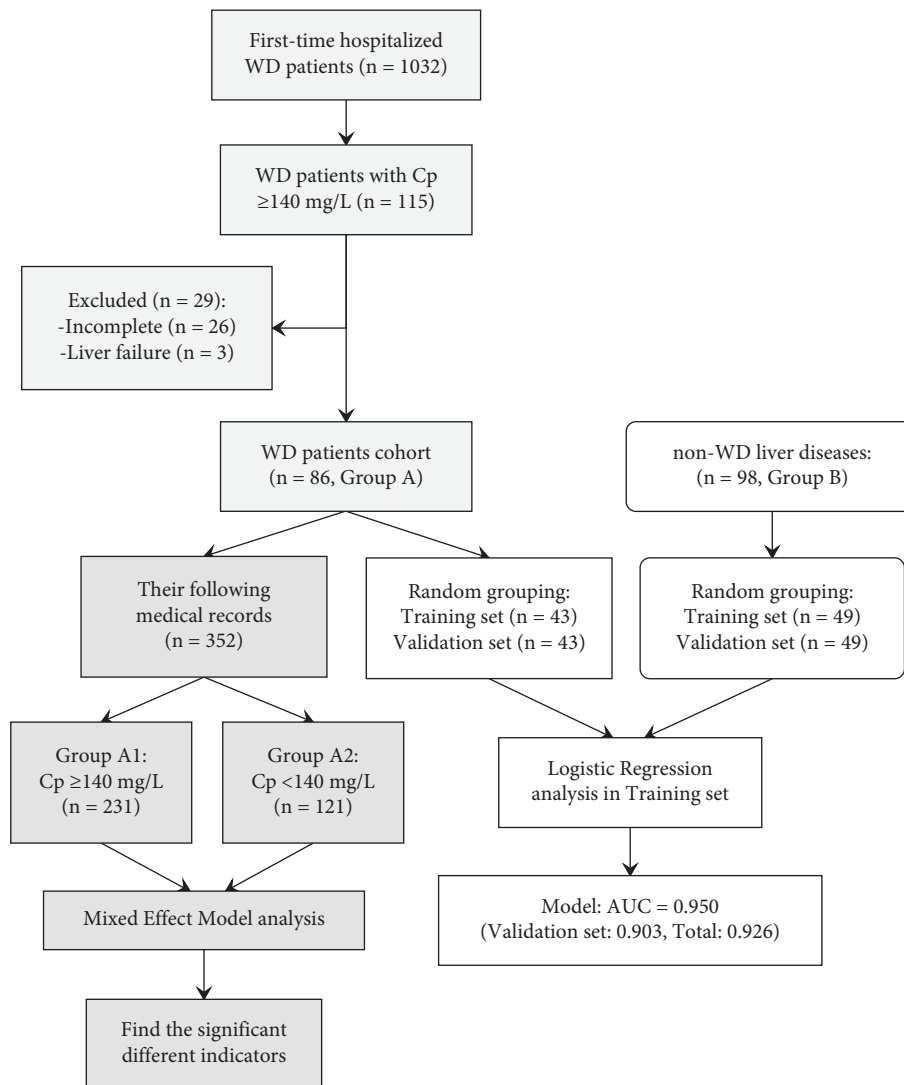 First-time hospitalized
WD patients (n = 1032)
WD patients with Cp
≥140 mg/L (n = 115)
Excluded (n = 29):
-Incomplete (n = 26)
-Liver failure (n = 3)
WD patients cohort
(n = 86, Group A)
non-WD liver diseases:
(n = 98, Group B)
Their following
medical records
(n = 352)
Random grouping:
Training set (n = 43)
Validation set (n = 43)
Random grouping:
Training set (n = 49)
Validation set (n = 49)
Group A1:
Cp ≥140 mg/L
(n = 231)
Group A2:
Cp <140 mg/L
(n = 121)
Logistic Regression
analysis in Training set
Mixed Effect Model analysis
Model: AUC = 0.950
(Validation set: 0.903, Total: 0.926)
Find the significant
different indicators